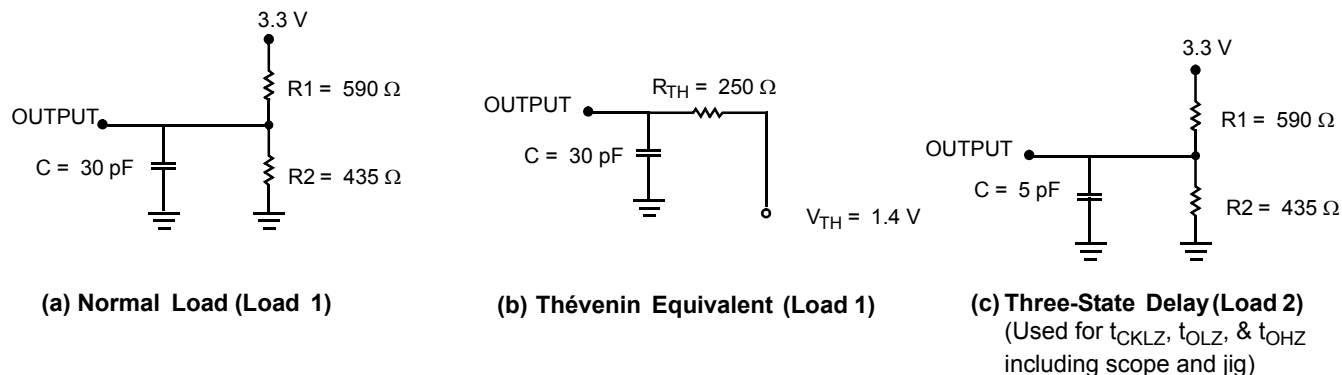 3.3 V
R1 = 590 Ω
OUTPUT
C = 30 pF
R2 = 435 Ω
(a) Normal Load (Load 1)
R_TH = 250 Ω
OUTPUT
C = 30 pF
V_TH = 1.4 V
(b) Thévenin Equivalent (Load 1)
3.3 V
R1 = 590 Ω
OUTPUT
C = 5 pF
R2 = 435 Ω
(c) Three-State Delay (Load 2)
(Used for t_CKLZ, t_OLZ, & t_OHZ
including scope and jig)